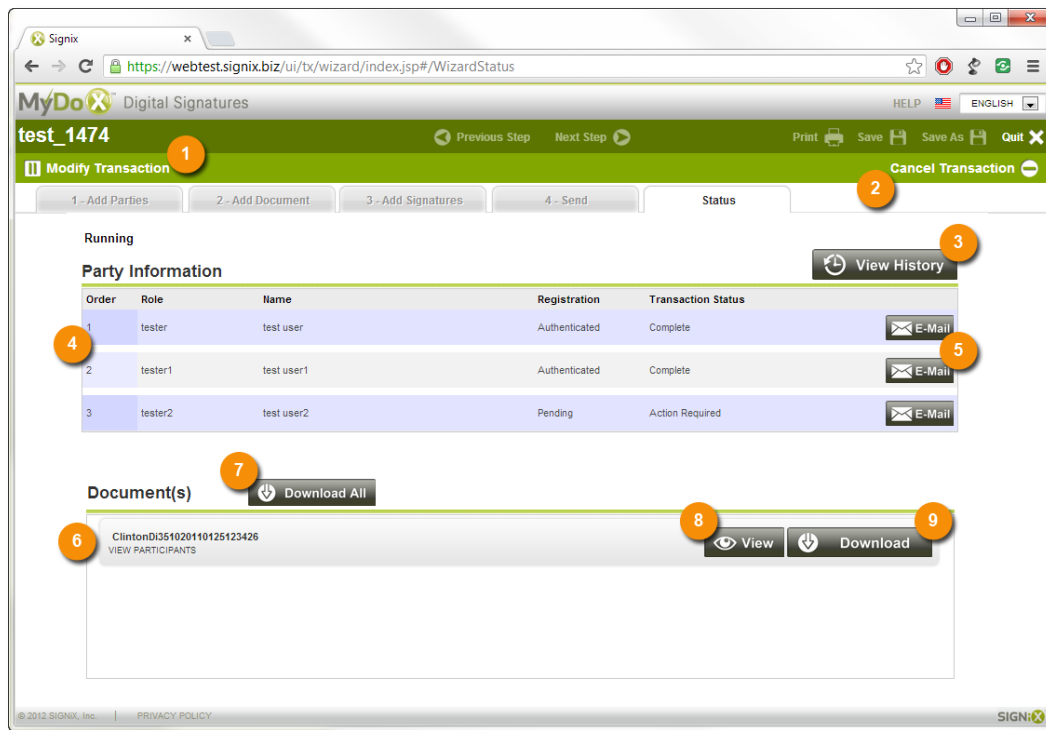 Signix
https://webtest.signix.biz/ui/tx/wizard/index.jsp#/WizardStatus
MyDoX™ Digital Signatures HELP ENGLISH
test_1474 Previous Step Next Step Print Save Save As Quit
1
Modify Transaction Cancel Transaction
2
1 - Add Parties 2 - Add Document 3 - Add Signatures 4 - Send Status
Running
3
Party Information View History
Order Role Name Registration Transaction Status
1 tester test user Authenticated Complete E-Mail
4
5
2 tester1 test user1 Authenticated Complete E-Mail
3 tester2 test user2 Pending Action Required E-Mail
7
Document(s) Download All
8
9
6
ClintonDi351020110125123426 View Download
VIEW PARTICIPANTS
© 2012 SIGNiX, Inc. | PRIVACY POLICY SIGNiX